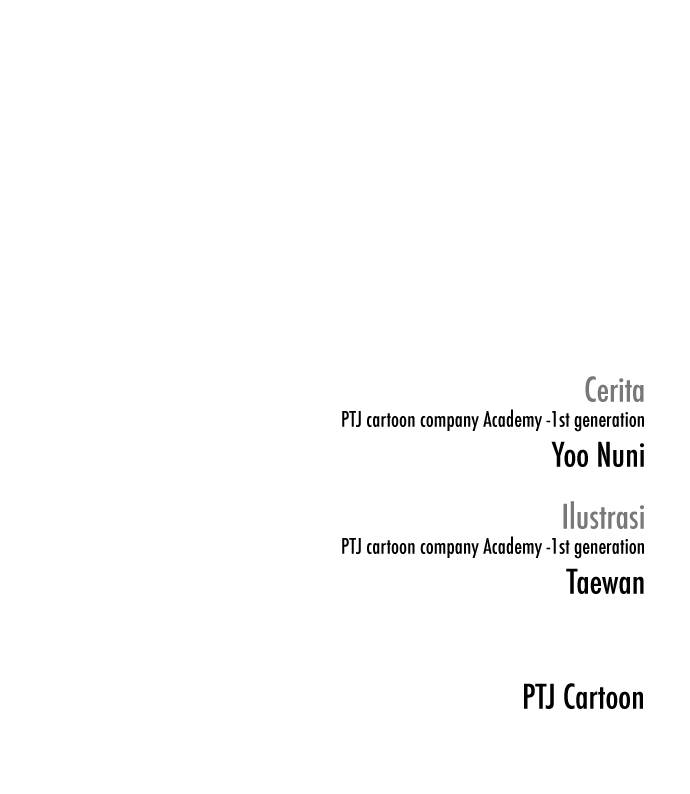 Cerita
PTJ cartoon company Academy -1st generation
Yoo Nuni
Ilustrasi
PTJ cartoon company Academy -1st generation
Taewan
PTJ Cartoon